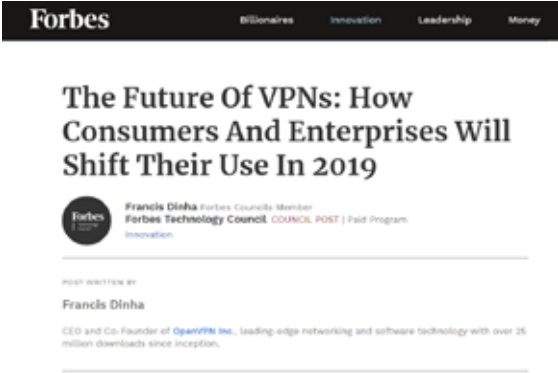 Forbes
Billionaires Innovation Leadership Money
The Future Of VPNs: How
Consumers And Enterprises Will
Shift Their Use In 2019
Francis Dinha Forbes Councils Member
Forbes Forbes Technology Council COUNCIL POST | Paid Program
Innovation
POST WRITTEN BY
Francis Dinha
CEO and Co-Founder of OpenVPN Inc., leading-edge networking and software technology with over 25
million downloads since inception.